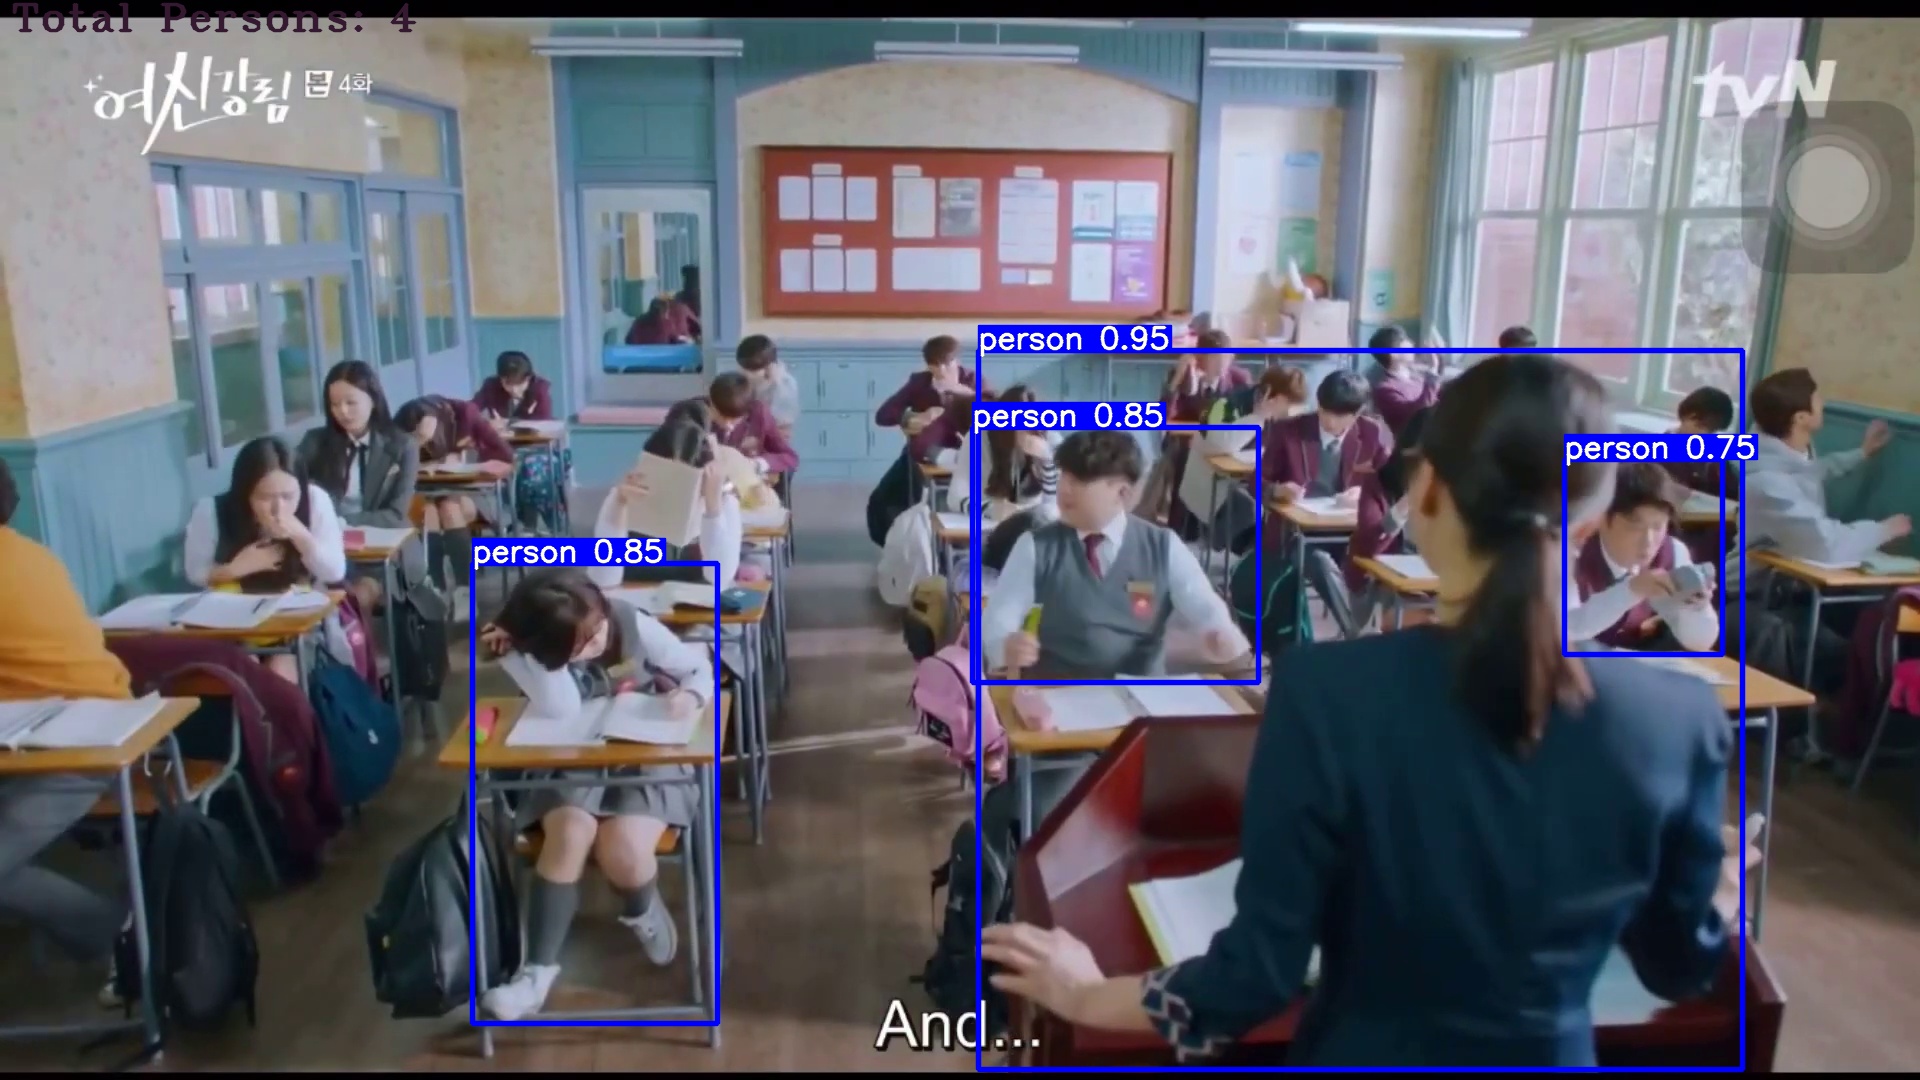 Total Persons: 4
여신강림 본 4화
tvN
person 0.95
person 0.85
person 0.75
person 0.85
And...